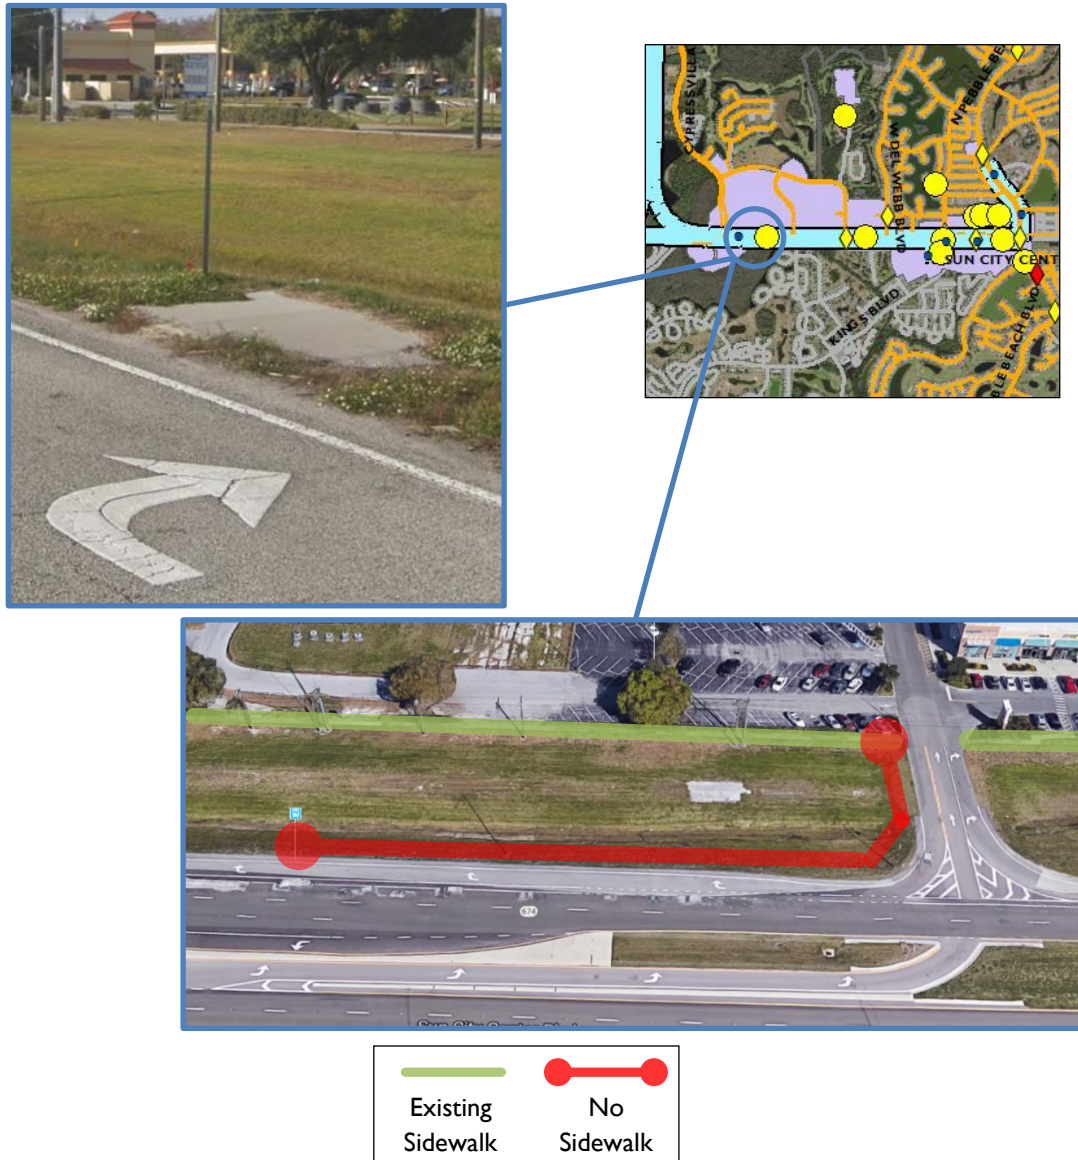 CYPRESSVILLA
N PEBBLE BE
N DEL WEBB BLVD
SUN CITY CENT
KING S BLVD
BLE BEACH BLVD
674
Existing
Sidewalk
No
Sidewalk